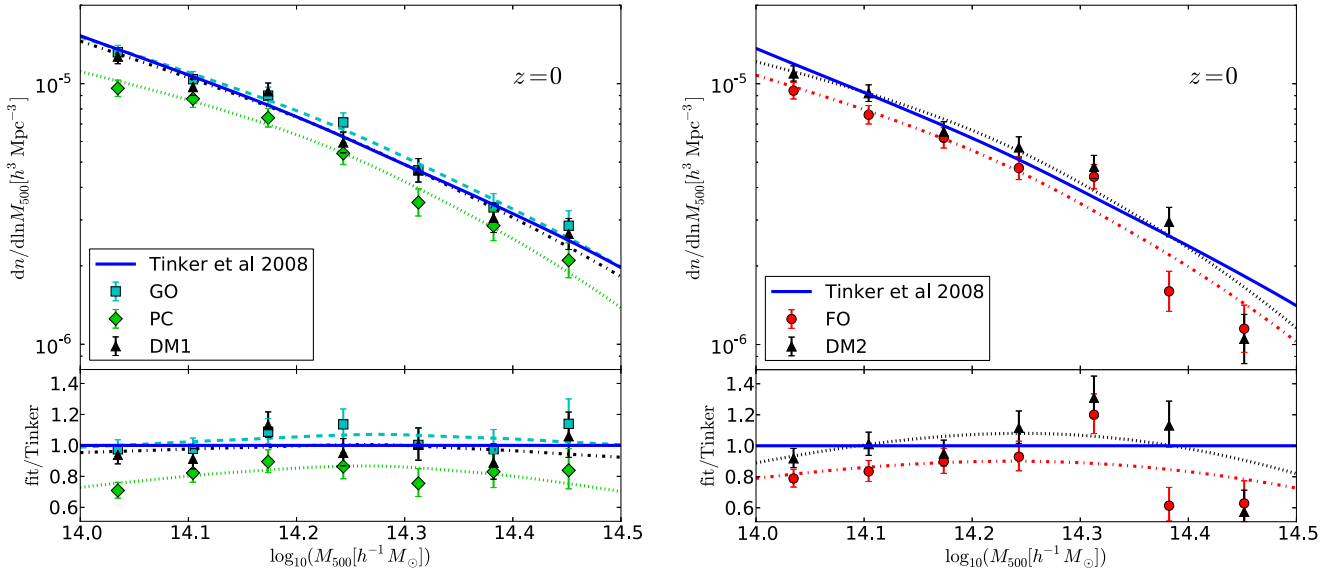 z=0
10⁻⁵
dn/dlnM₅₀₀[h³ Mpc⁻³]
10⁻⁶
Tinker et al 2008
GO
PC
DM1
1.4
1.2
1.0
0.8
0.6
fit/Tinker
14.0 14.1 14.2 14.3 14.4 14.5
log₁₀(M₅₀₀[h⁻¹ M⊙])
z=0
10⁻⁵
dn/dlnM₅₀₀[h³ Mpc⁻³]
10⁻⁶
Tinker et al 2008
FO
DM2
1.4
1.2
1.0
0.8
0.6
fit/Tinker
14.0 14.1 14.2 14.3 14.4 14.5
log₁₀(M₅₀₀[h⁻¹ M⊙])